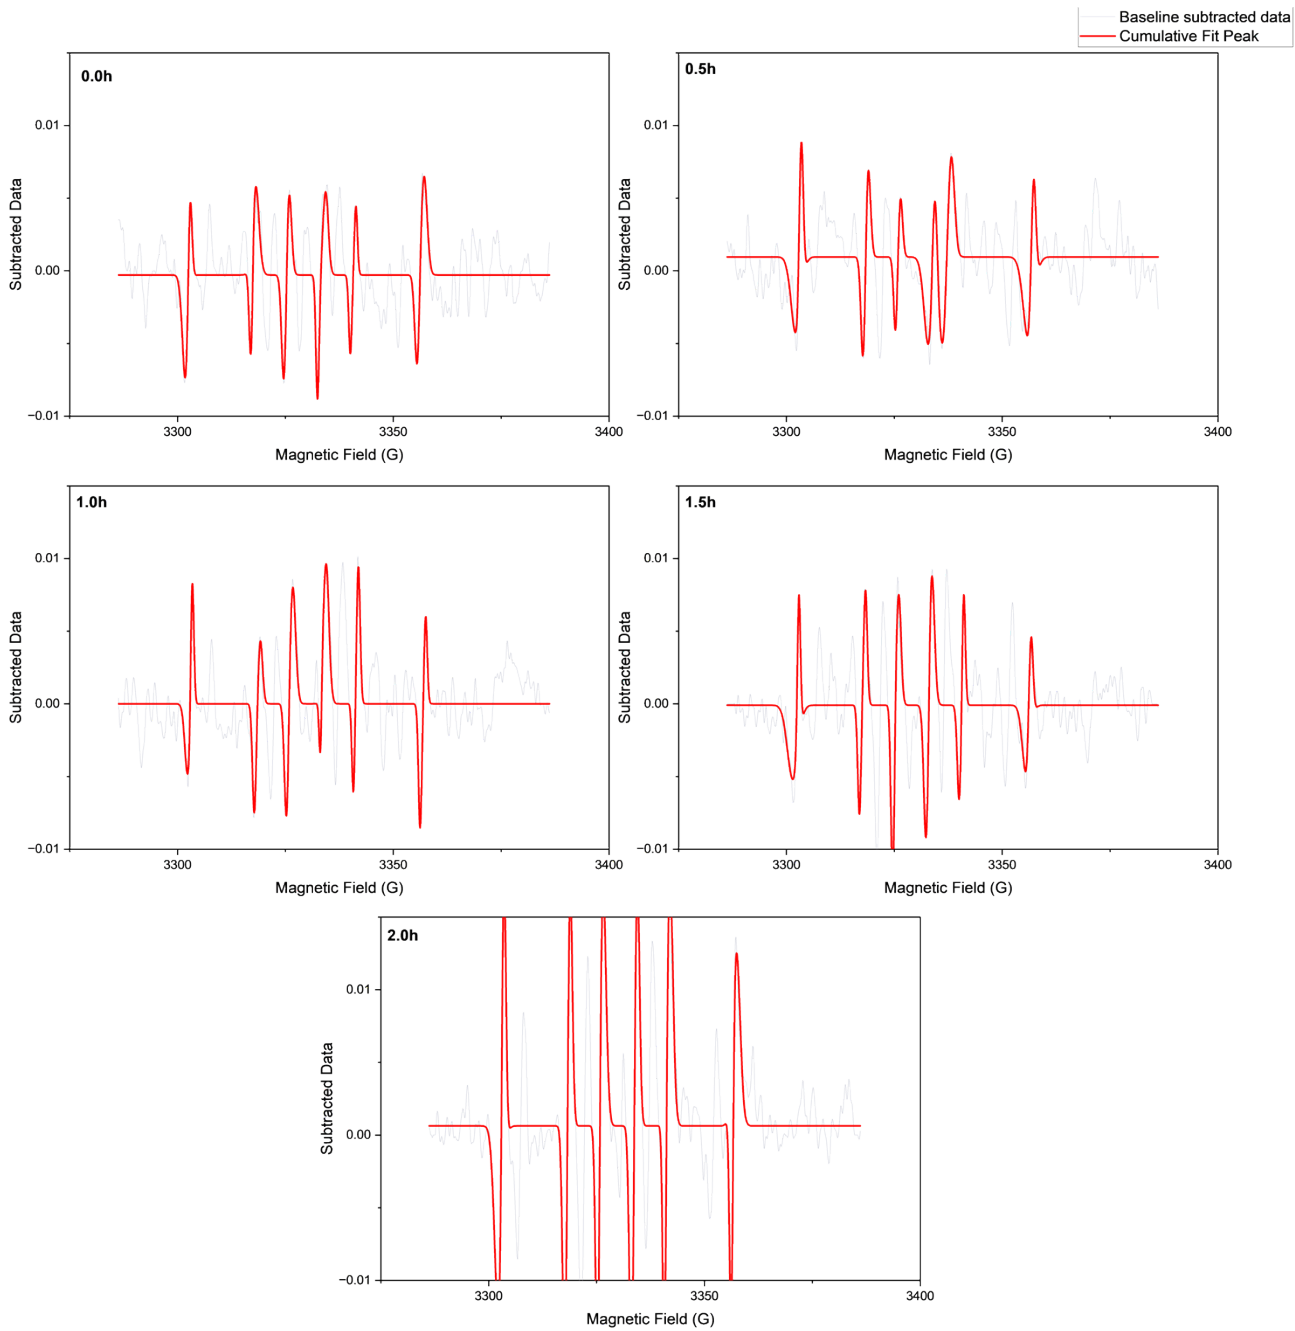 Baseline subtracted data
Cumulative Fit Peak
0.0h
0.01
0.00
−0.01
Subtracted Data
3300
3350
3400
Magnetic Field (G)
0.5h
0.01
0.00
−0.01
Subtracted Data
3300
3350
3400
Magnetic Field (G)
1.0h
0.01
0.00
−0.01
Subtracted Data
3300
3350
3400
Magnetic Field (G)
1.5h
0.01
0.00
−0.01
Subtracted Data
3300
3350
3400
Magnetic Field (G)
2.0h
0.01
0.00
−0.01
Subtracted Data
3300
3350
3400
Magnetic Field (G)